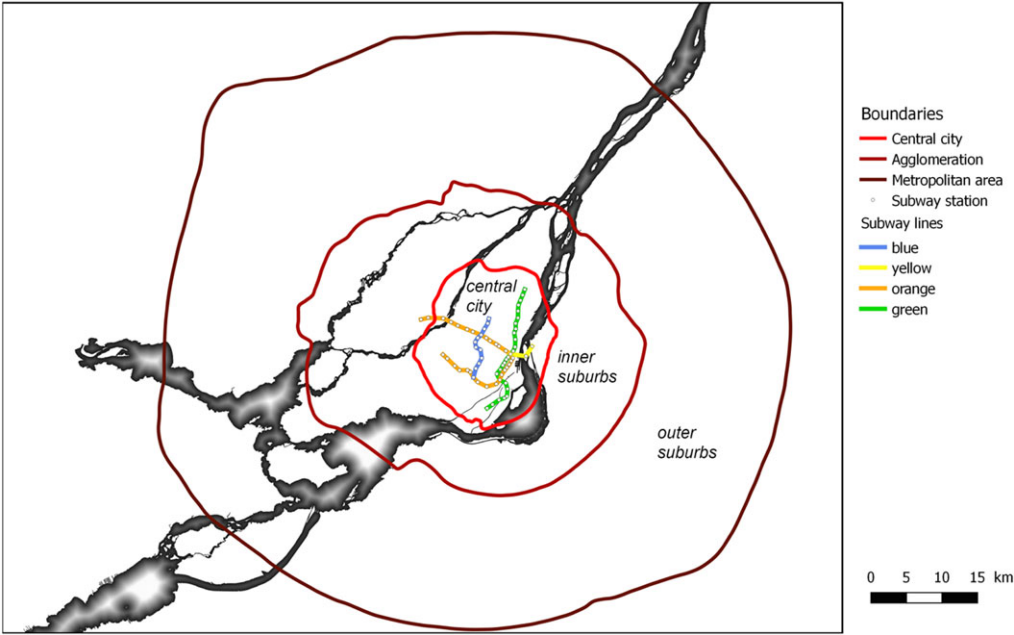 central
city
inner
suburbs
outer
suburbs
Boundaries
Central city
Agglomeration
Metropolitan area
Subway station
Subway lines
blue
yellow
orange
green
0 5 10 15 km